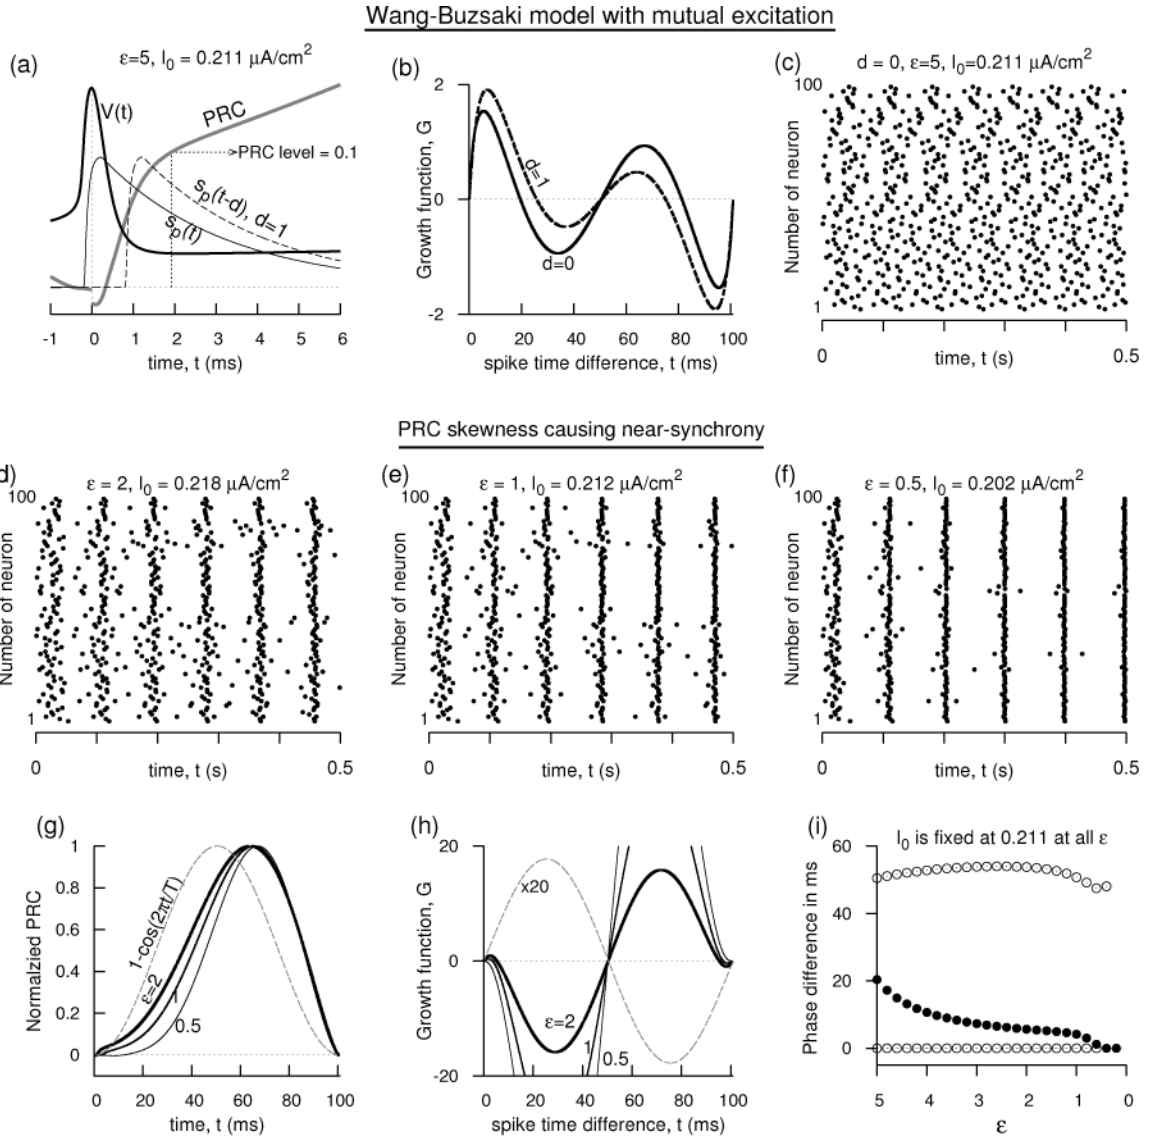 Wang-Buzsaki model with mutual excitation
(a)
ε=5, I0 = 0.211 μA/cm2
V(t)
PRC
PRC level = 0.1
sp(t-d), d=1
sp(t)
-1 0 1 2 3 4 5 6
time, t (ms)
(b)
Growth function, G
2
0
-2
d=1
d=0
0 20 40 60 80 100
spike time difference, t (ms)
(c)
d = 0, ε=5, I0=0.211 μA/cm2
100
Number of neuron
1
0 0.5
time, t (s)
PRC skewness causing near-synchrony
d)
ε = 2, I0 = 0.218 μA/cm2
100
Number of neuron
1
0 0.5
time, t (s)
(e)
ε = 1, I0 = 0.212 μA/cm2
100
Number of neuron
1
0 0.5
time, t (s)
(f)
ε = 0.5, I0 = 0.202 μA/cm2
100
Number of neuron
1
0 0.5
time, t (s)
(g)
Normalzied PRC
1
0.8
0.6
0.4
0.2
0
1-cos(2πt/T)
ε=2
1
0.5
0 20 40 60 80 100
time, t (ms)
(h)
Growth function, G
20
0
-20
x20
ε=2
1
0.5
0 20 40 60 80 100
spike time difference, t (ms)
(i)
I0 is fixed at 0.211 at all ε
Phase difference in ms
60
40
20
0
5 4 3 2 1 0
ε